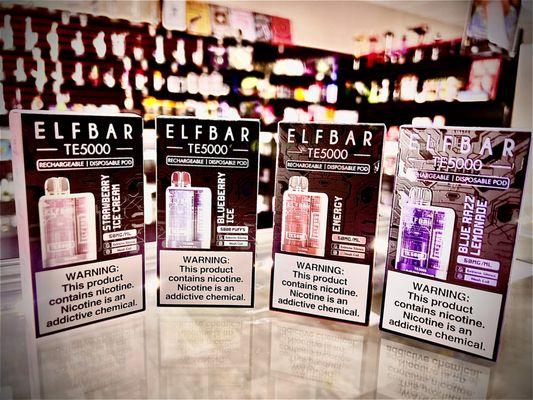 ELFBAR
TE5000
RECHARGEABLE | DISPOSABLE POD
STRAWBERRY
ICE CREAM
50MG/ML
WARNING:
This product
contains nicotine.
Nicotine is an
addictive chemical.
ELFBAR
TE5000
RECHARGEABLE | DISPOSABLE POD
BLUEBERRY
ICE
5000 PUFFS
WARNING:
This product
contains nicotine.
Nicotine is an
addictive chemical.
ELFBAR
TE5000
RECHARGEABLE | DISPOSABLE POD
ENERGY
50MG/ML
WARNING:
This product
contains nicotine.
Nicotine is an
addictive chemical.
ELFBAR
TE5000
RECHARGEABLE | DISPOSABLE POD
BLUE RAZZ
LEMONADE
50MG/ML
WARNING:
This product
contains nicotine.
Nicotine is an
addictive chemical.